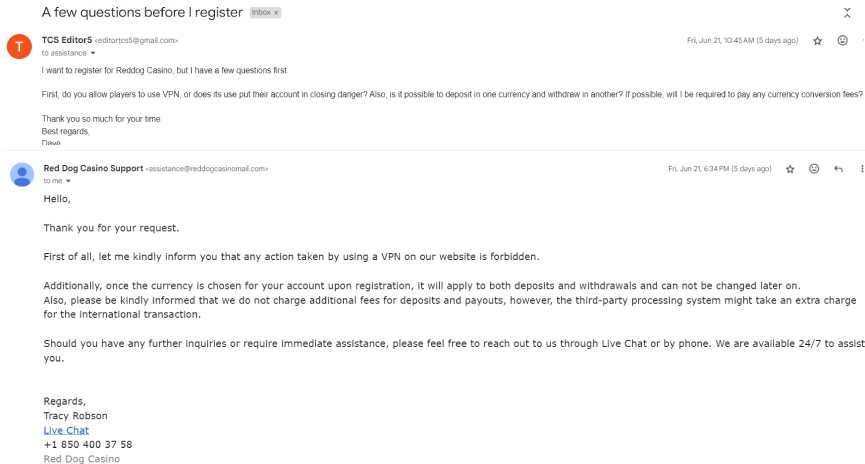 A few questions before I register Inbox ×
T
TCS Editor5 <editortcs5@gmail.com> Fri, Jun 21, 10:45 AM (5 days ago)
to assistance
I want to register for Reddog Casino, but I have a few questions first.
First, do you allow players to use VPN, or does its use put their account in closing danger? Also, is it possible to deposit in one currency and withdraw in another? If possible, will I be required to pay any currency conversion fees?
Thank you so much for your time.
Best regards,
Dave
Red Dog Casino Support <assistance@reddogcasinomail.com> Fri, Jun 21, 6:34 PM (5 days ago)
to me
Hello,
Thank you for your request.
First of all, let me kindly inform you that any action taken by using a VPN on our website is forbidden.
Additionally, once the currency is chosen for your account upon registration, it will apply to both deposits and withdrawals and can not be changed later on.
Also, please be kindly informed that we do not charge additional fees for deposits and payouts, however, the third-party processing system might take an extra charge
for the international transaction.
Should you have any further inquiries or require immediate assistance, please feel free to reach out to us through Live Chat or by phone. We are available 24/7 to assist
you.
Regards,
Tracy Robson
Live Chat
+1 850 400 37 58
Red Dog Casino